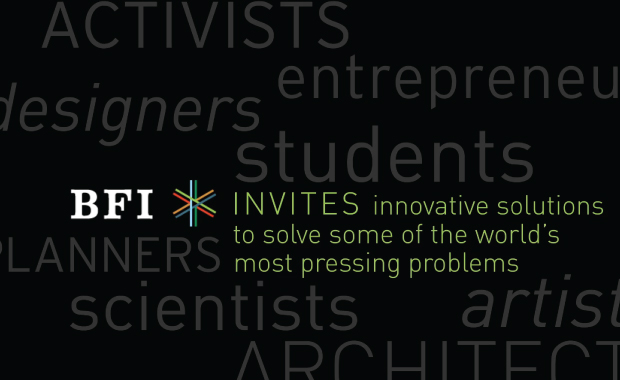 ACTIVISTS
entrepreneu
designers
students
BFI INVITES innovative solutions
to solve some of the world's
PLANNERS
most pressing problems
scientists
artist
ARCHITECT